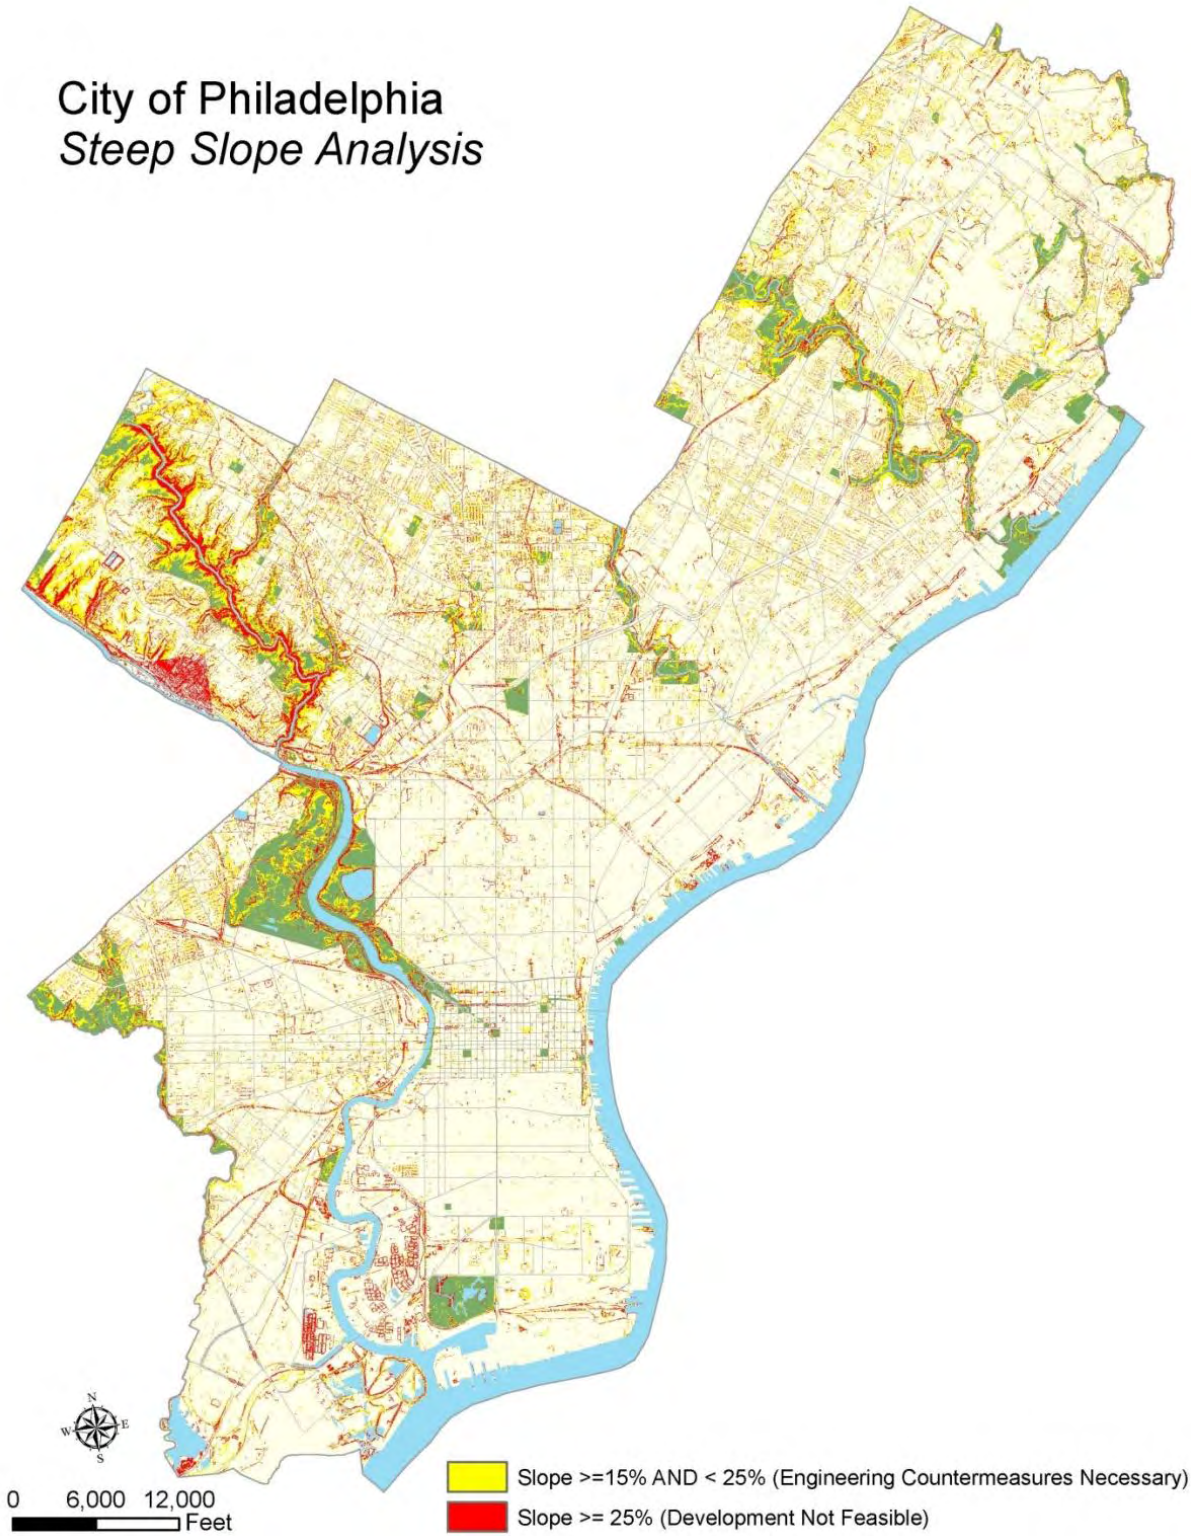 City of Philadelphia
Steep Slope Analysis
N
W E
S
0 6,000 12,000
Feet
Slope >=15% AND < 25% (Engineering Countermeasures Necessary)
Slope >= 25% (Development Not Feasible)